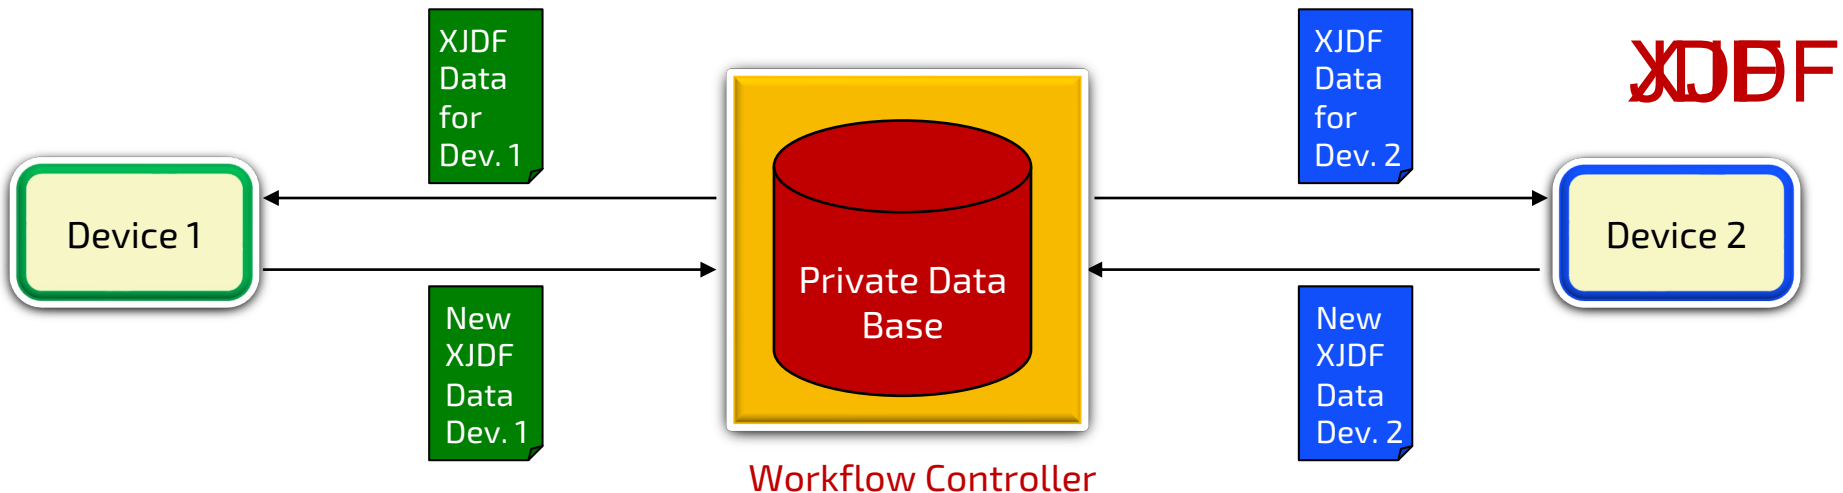 XJDF
Data
for
Dev. 1
XJDF
Data
for
Dev. 2
Device 1
Private Data
Base
Device 2
New
XJDF
Data
Dev. 1
New
XJDF
Data
Dev. 2
Workflow Controller